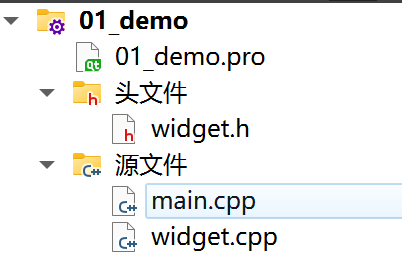 01_demo
01_demo.pro
头文件
widget.h
源文件
main.cpp
widget.cpp